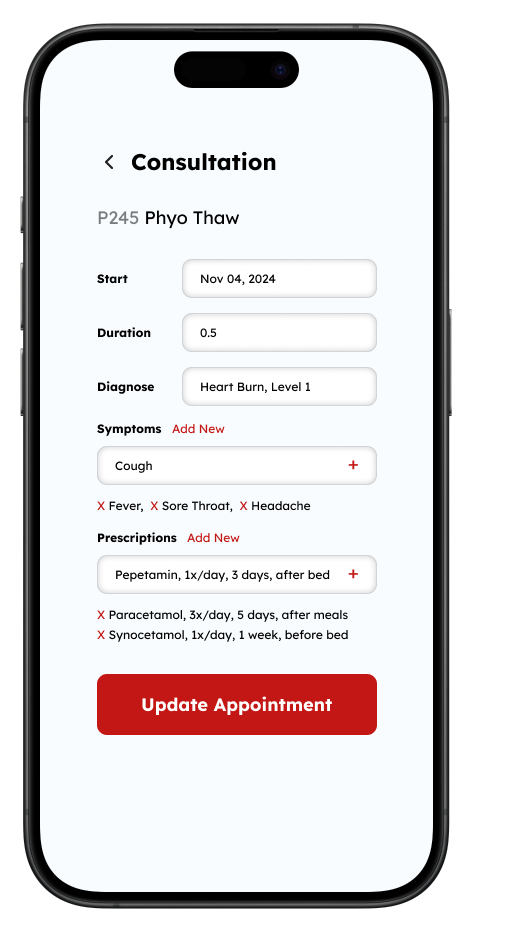 Consultation
P245 Phyo Thaw
Start Nov 04, 2024
Duration 0.5
Diagnose Heart Burn, Level 1
Symptoms Add New
Cough +
X Fever, X Sore Throat, X Headache
Prescriptions Add New
Pepetamin, 1x/day, 3 days, after bed +
X Paracetamol, 3x/day, 5 days, after meals
X Synocetamol, 1x/day, 1 week, before bed
Update Appointment